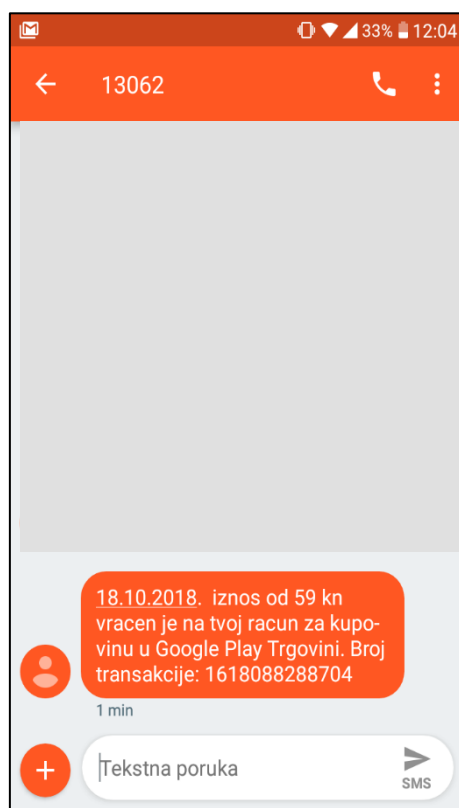 33% 12:04
13062
18.10.2018. iznos od 59 kn
vracen je na tvoj racun za kupo-
vinu u Google Play Trgovini. Broj
transakcije: 1618088288704
1 min
Tekstna poruka
SMS